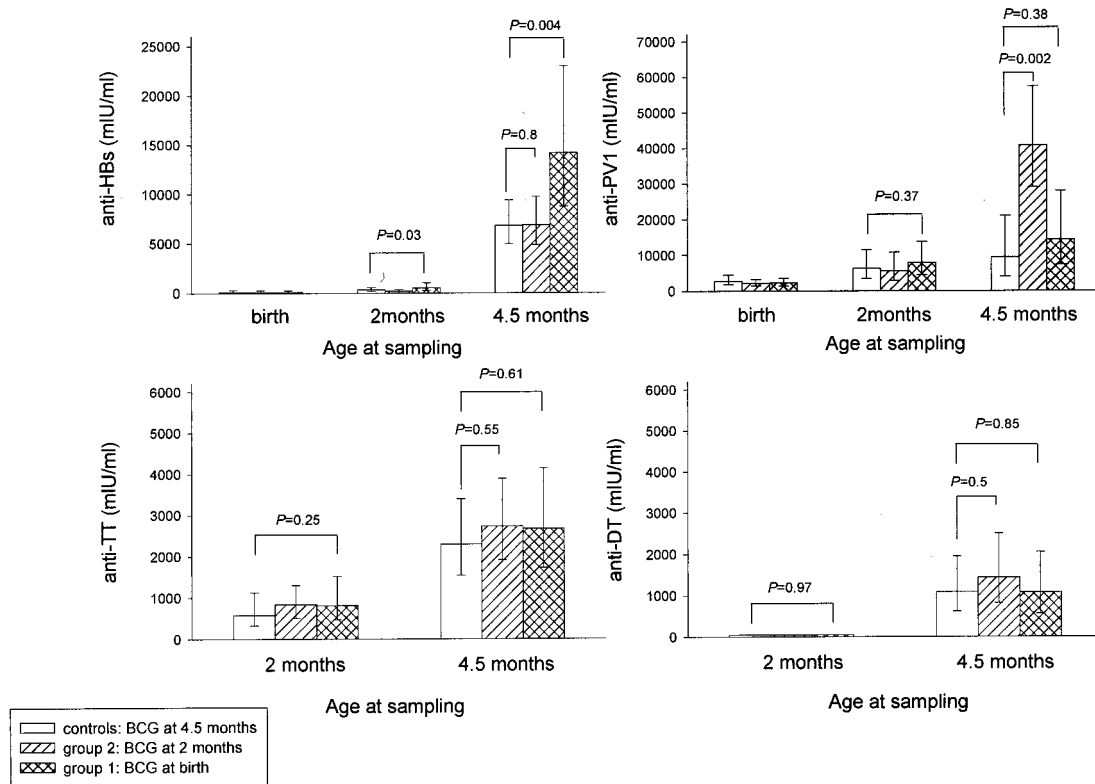 P=0.004
25000
20000
15000
10000
5000
0
anti-HBs (mIU/ml)
P=0.8
P=0.03
birth
2months
4.5 months
Age at sampling
P=0.38
70000
60000
50000
40000
30000
20000
10000
0
anti-PV1 (mIU/ml)
P=0.002
P=0.37
birth
2months
4.5 months
Age at sampling
P=0.61
6000
5000
4000
3000
2000
1000
0
anti-TT (mIU/ml)
P=0.55
P=0.25
2 months
4.5 months
Age at sampling
6000
5000
4000
3000
2000
1000
0
anti-DT (mIU/ml)
P=0.85
P=0.5
P=0.97
2 months
4.5 months
Age at sampling
controls: BCG at 4.5 months
group 2: BCG at 2 months
group 1: BCG at birth